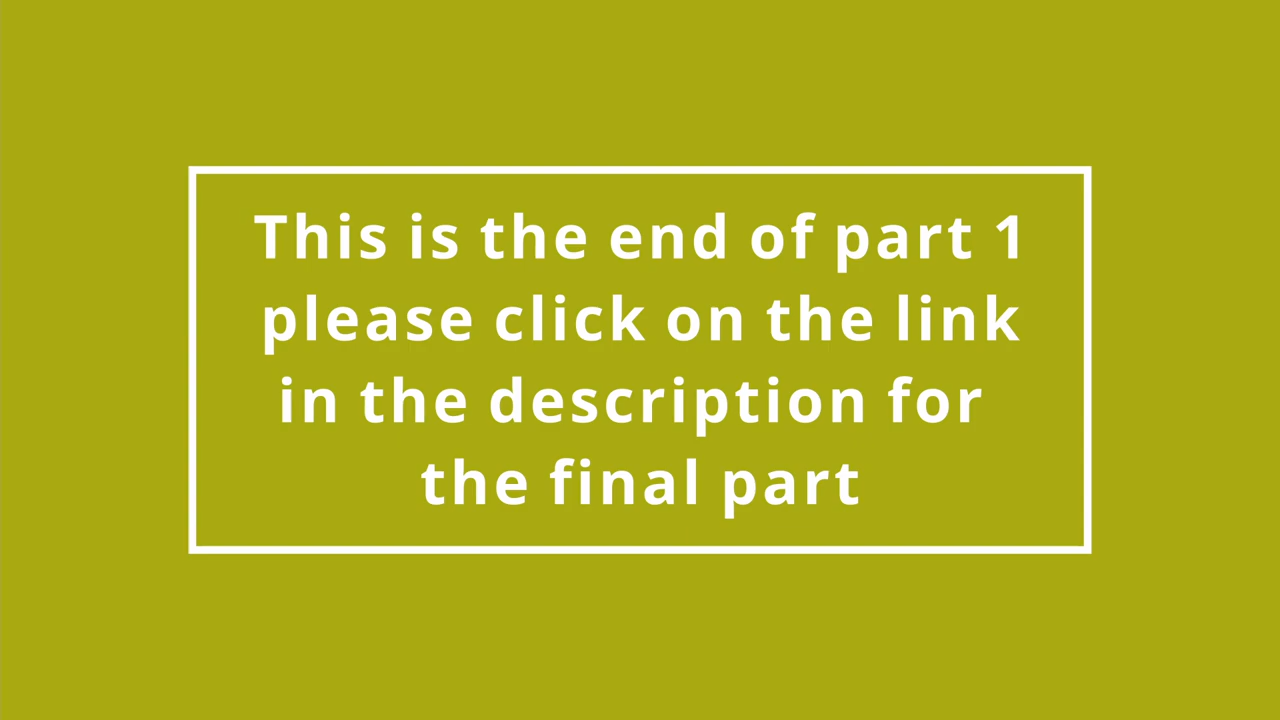 This is the end of part 1
please click on the link
in the description for
the final part